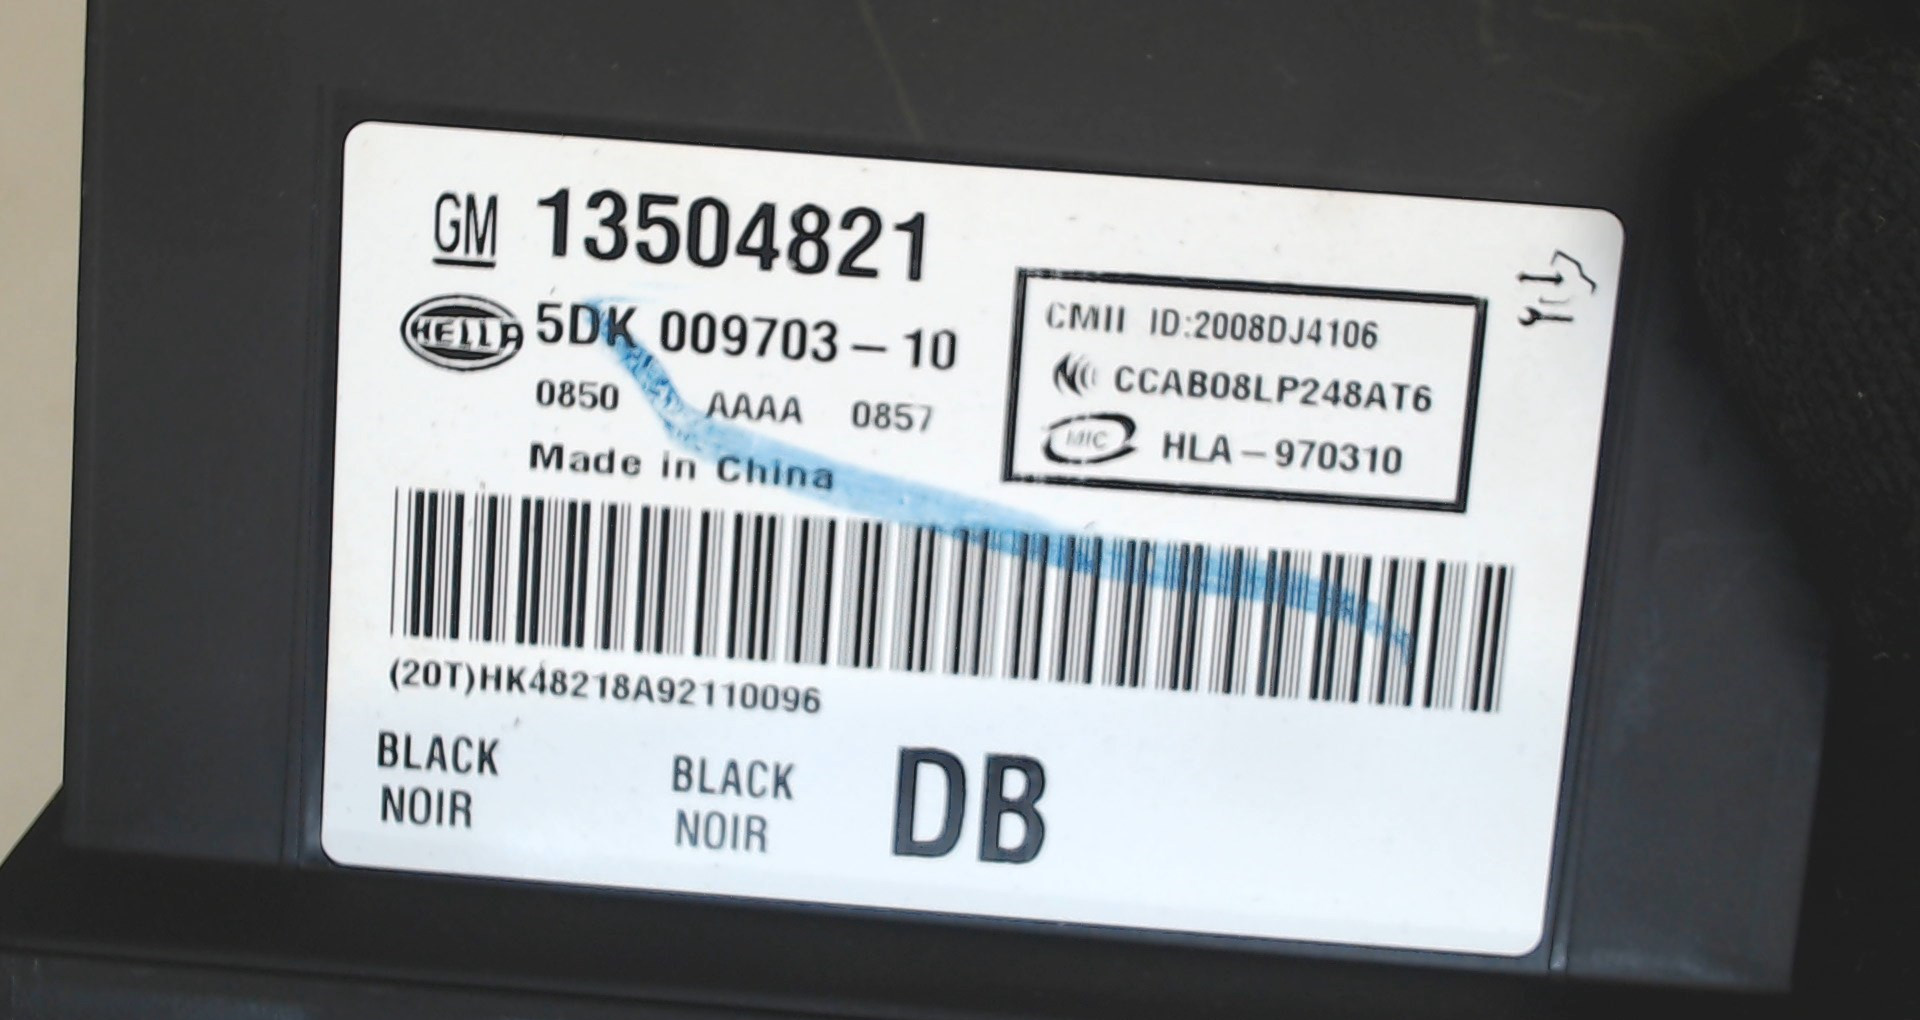 GM 13504821
HELLA 5DK 009703-10
0850 AAAA 0857
Made in China
CMII ID:2008DJ4106
CCAB08LP248AT6
MIC HLA-970310
(20T)HK48218A92110096
BLACK BLACK DB
NOIR NOIR